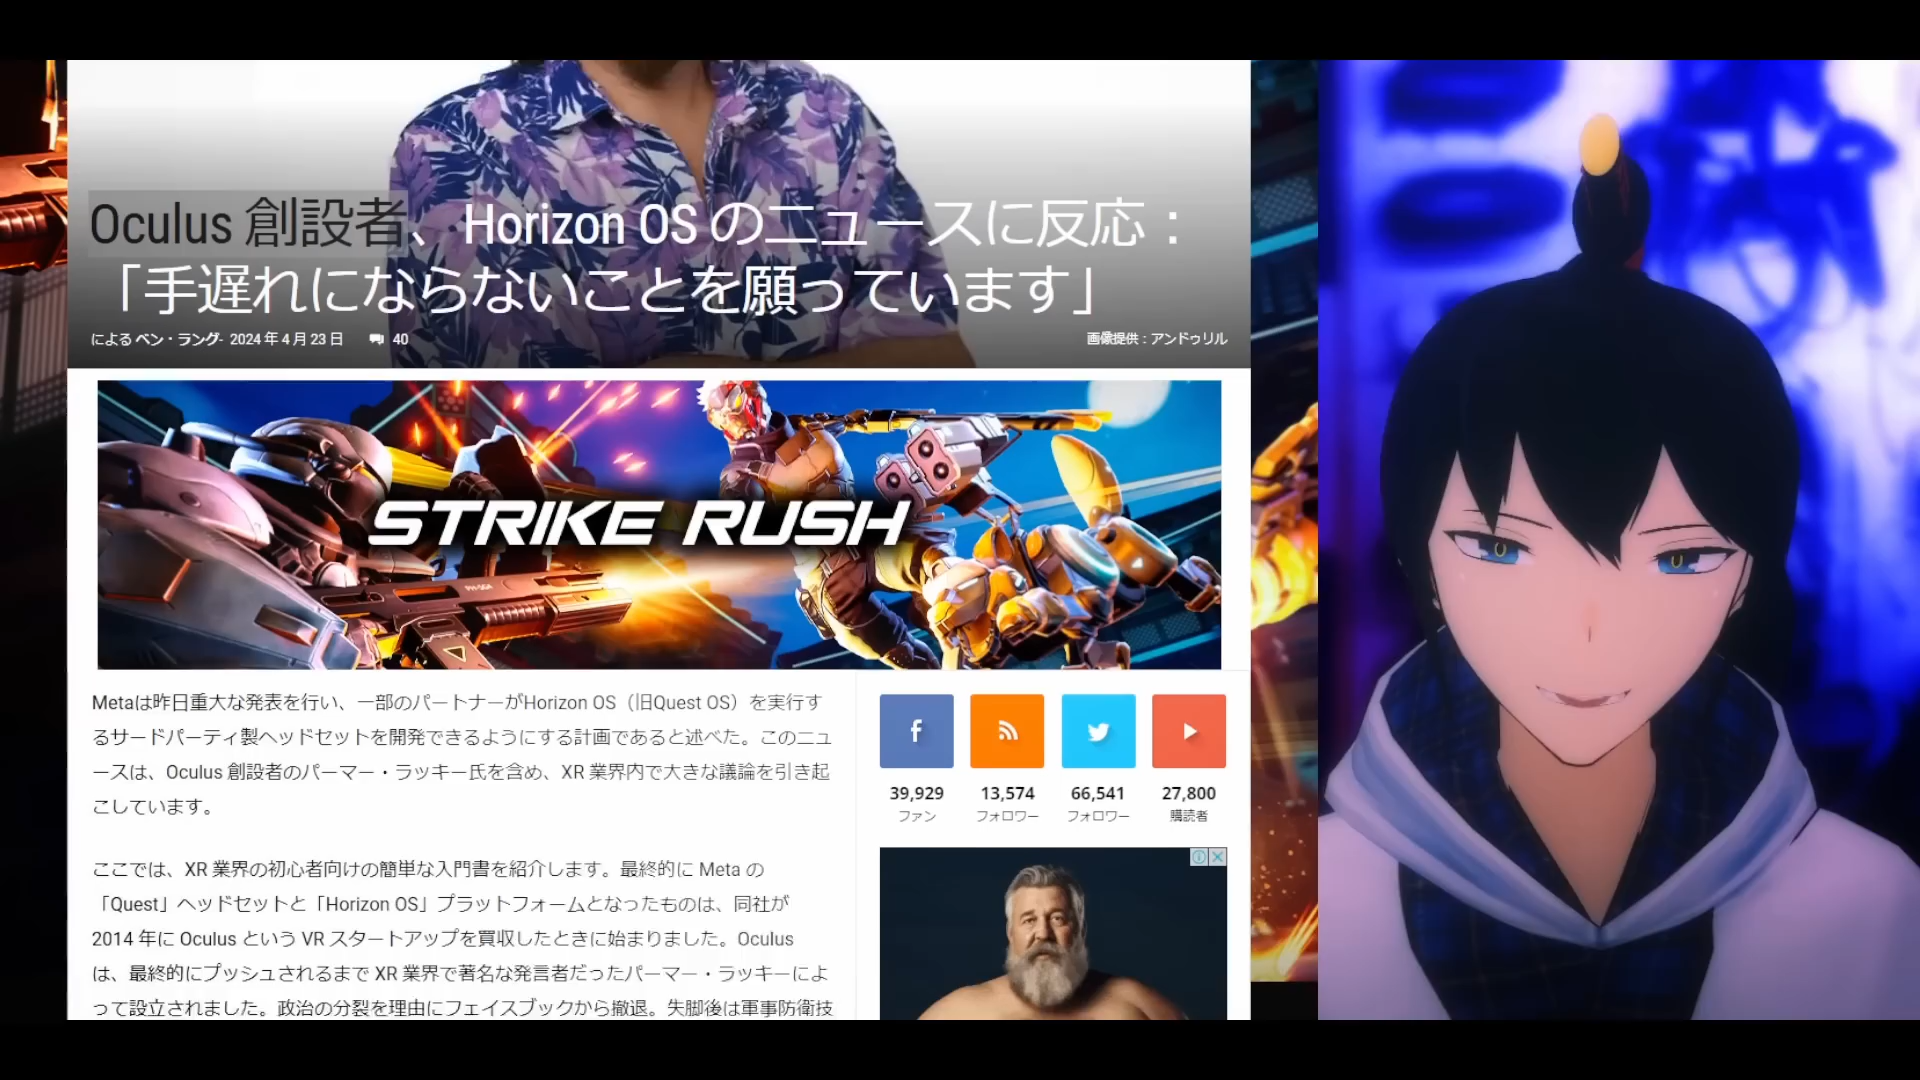 Oculus 創設者、Horizon OS のニュースに反応：
「手遅れにならないことを願っています」
による ベン・ラング- 2024 年 4 月 23 日 40
画像提供：アンドゥリル
STRIKE RUSH
Metaは昨日重大な発表を行い、一部のパートナーがHorizon OS（旧Quest OS）を実行す
るサードパーティ製ヘッドセットを開発できるようにする計画であると述べた。このニュ
ースは、Oculus 創設者のパーマー・ラッキー氏を含め、XR 業界内で大きな議論を引き起
こしています。
ここでは、XR 業界の初心者向けの簡単な入門書を紹介します。最終的に Meta の
「Quest」ヘッドセットと「Horizon OS」プラットフォームとなったものは、同社が
2014 年に Oculus という VR スタートアップを買収したときに始まりました。Oculus
は、最終的にプッシュされるまで XR 業界で著名な発言者だったパーマー・ラッキーによ
って設立されました。政治の分裂を理由にフェイスブックから撤退。失脚後は軍事防衛技
39,929 13,574 66,541 27,800
ファン フォロワー フォロワー 購読者